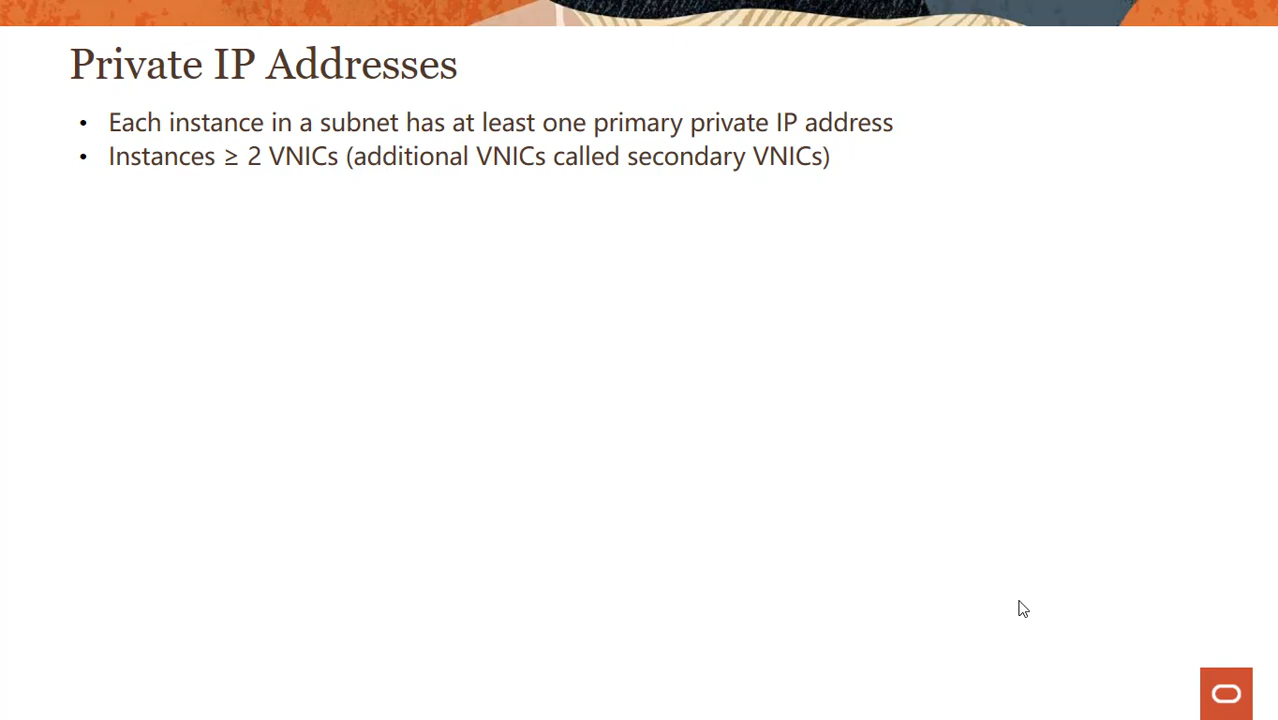 Private IP Addresses
• Each instance in a subnet has at least one primary private IP address
• Instances ≥ 2 VNICs (additional VNICs called secondary VNICs)